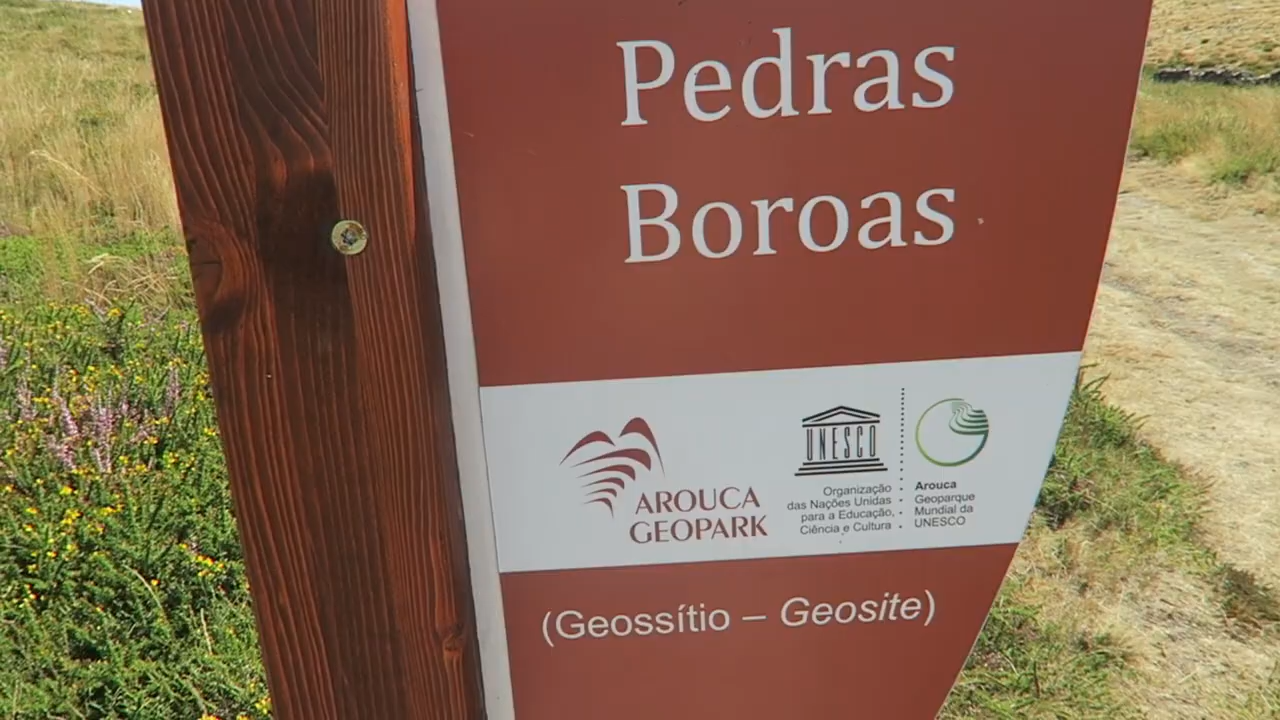 Pedras
Boroas
AROUCA
GEOPARK
UNESCO
Organização
das Nações Unidas
para a Educação,
Ciência e Cultura
Arouca
Geoparque
Mundial da
UNESCO
(Geossítio – Geosite)